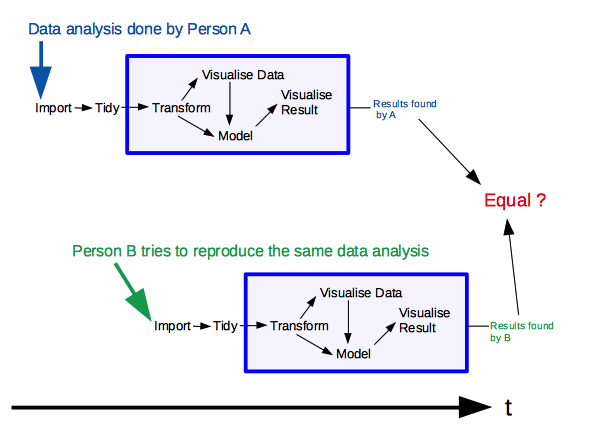 Data analysis done by Person A
Visualise Data
Visualise
Result
Import
Tidy
Transform
Model
Results found
by A
Equal ?
Person B tries to reproduce the same data analysis
Visualise Data
Visualise
Result
Import
Tidy
Transform
Model
Results found
by B
t